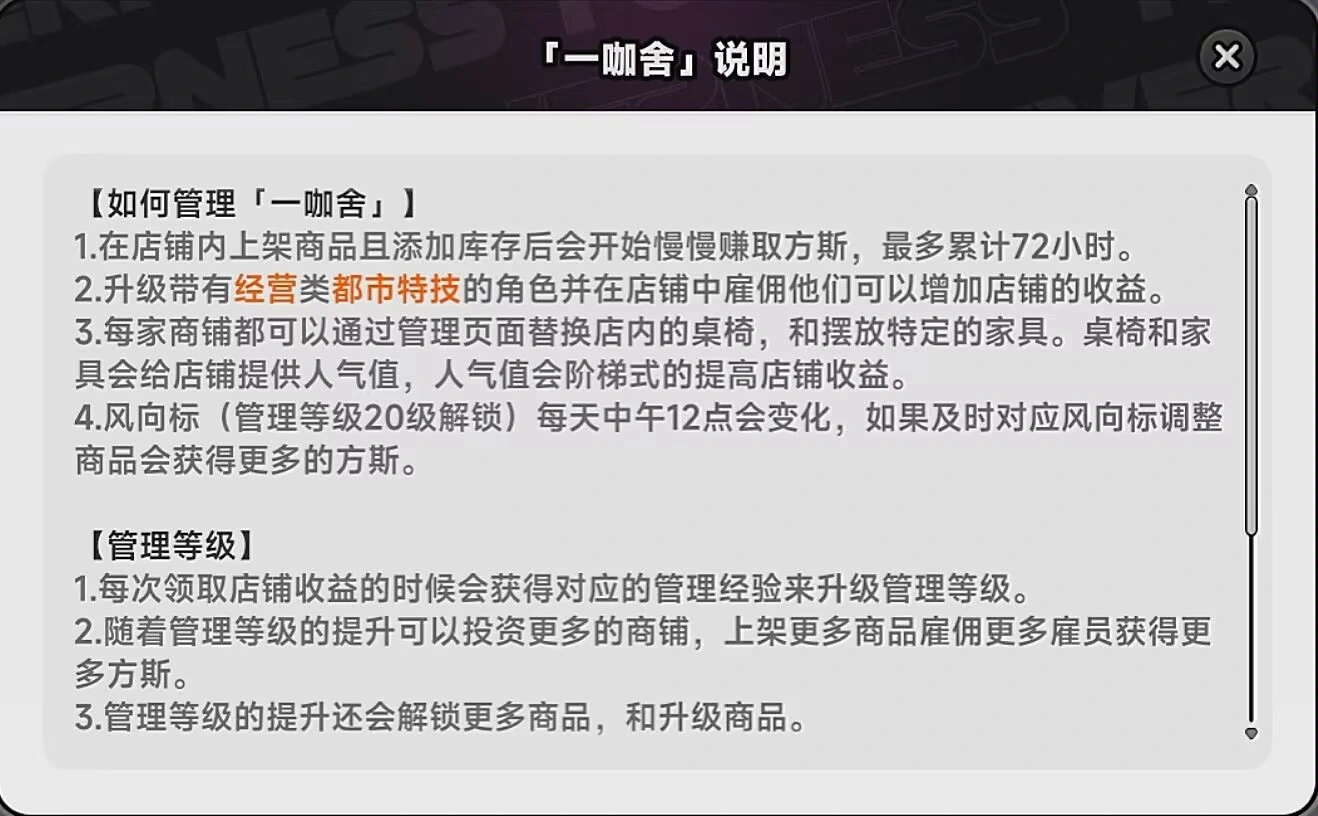 「一咖舍」说明
【如何管理「一咖舍」】
1.在店铺内上架商品且添加库存后会开始慢慢赚取方斯，最多累计72小时。
2.升级带有经营类都市特技的角色并在店铺中雇佣他们可以增加店铺的收益。
3.每家商铺都可以通过管理页面替换店内的桌椅，和摆放特定的家具。桌椅和家
具会给店铺提供人气值，人气值会阶梯式的提高店铺收益。
4.风向标（管理等级20级解锁）每天中午12点会变化，如果及时对应风向标调整
商品会获得更多的方斯。
【管理等级】
1.每次领取店铺收益的时候会获得对应的管理经验来升级管理等级。
2.随着管理等级的提升可以投资更多的商铺，上架更多商品雇佣更多雇员获得更
多方斯。
3.管理等级的提升还会解锁更多商品，和升级商品。